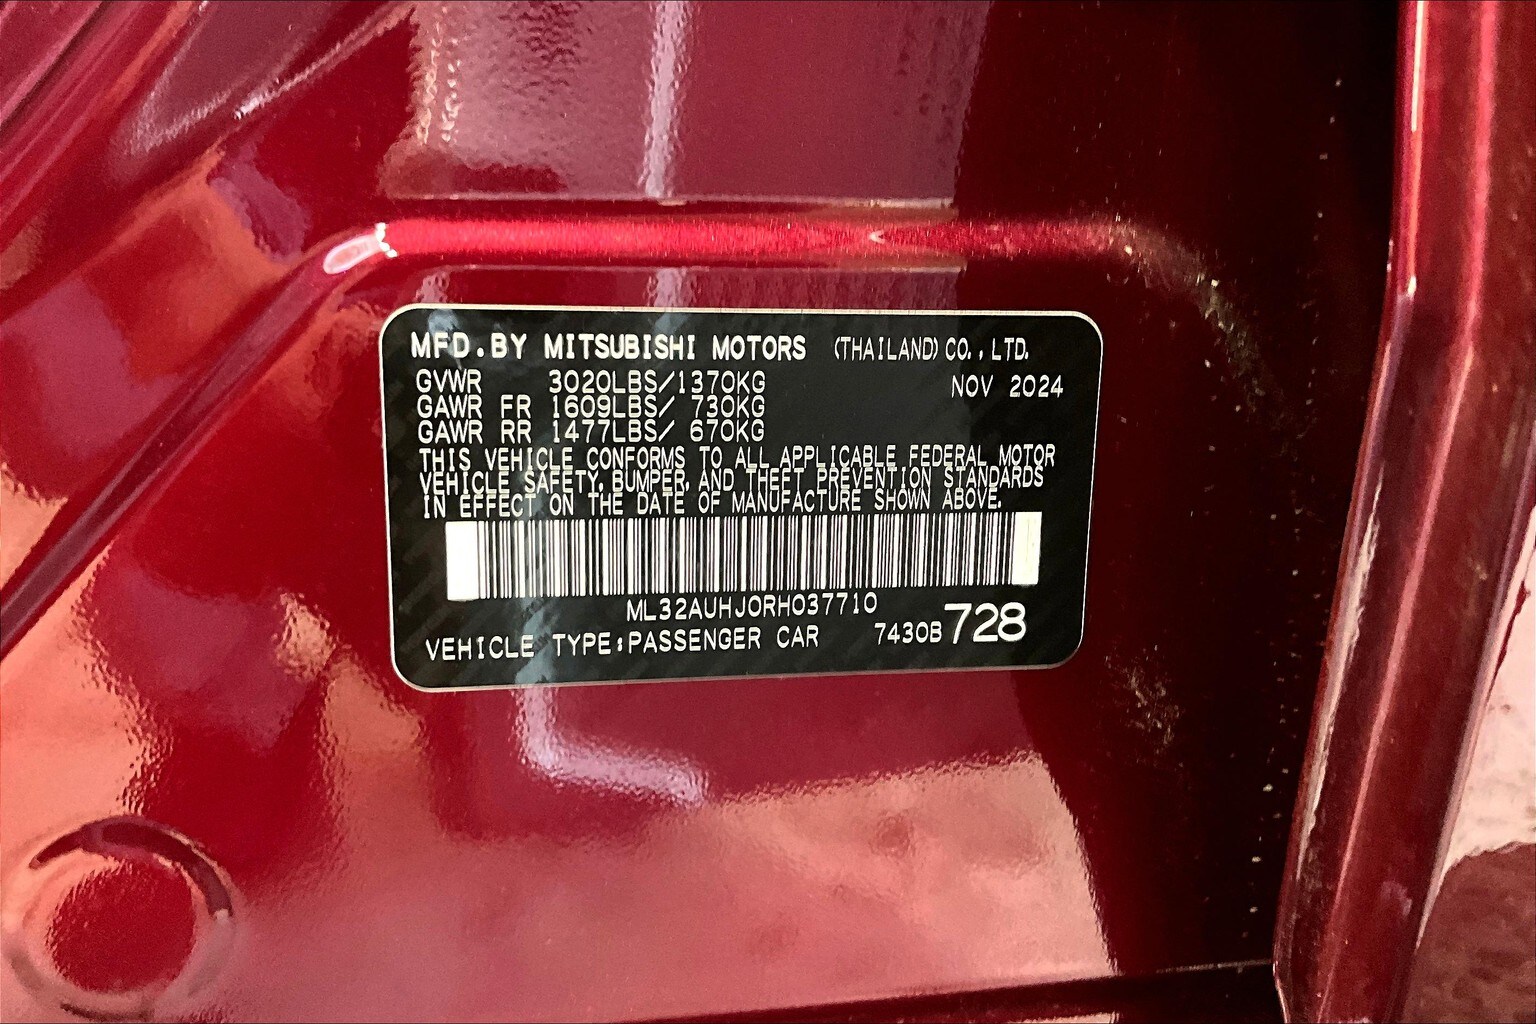 MFD.BY MITSUBISHI MOTORS (THAILAND) CO.,LTD.
GVWR 3020LBS/1370KG NOV 2024
GAWR FR 1609LBS/ 730KG
GAWR RR 1477LBS/ 670KG
THIS VEHICLE CONFORMS TO ALL APPLICABLE FEDERAL MOTOR
VEHICLE SAFETY, BUMPER, AND THEFT PREVENTION STANDARDS
IN EFFECT ON THE DATE OF MANUFACTURE SHOWN ABOVE.
ML32AUHJ0RH037710
VEHICLE TYPE:PASSENGER CAR 7430B 728